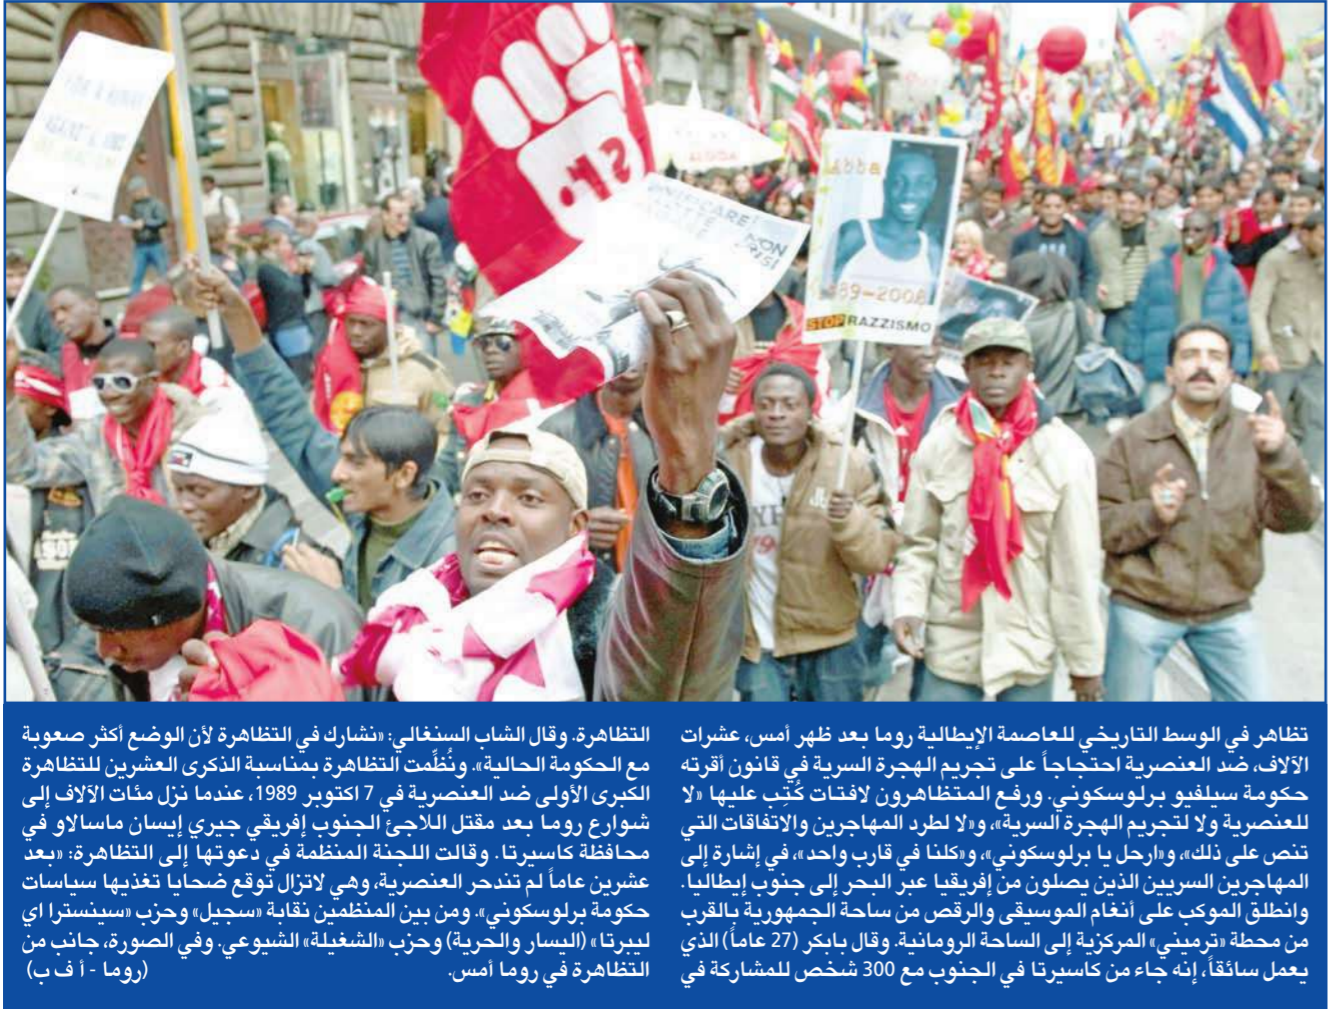 FOR A HUMAN
Abba
1989-2008
STOP RAZZISMO
NON
تظاهر في الوسط التاريخي للعاصمة الإيطالية روما بعد ظهر أمس، عشرات
الآلاف، ضد العنصرية احتجاجاً على تجريم الهجرة السرية في قانون أقرته
حكومة سيلفيو برلوسكوني. ورفع المتظاهرون لافتات كُتِب عليها «لا
للعنصرية ولا لتجريم الهجرة السرية»، و«لا لطرد المهاجرين والاتفاقات التي
تنص على ذلك»، و«ارحل يا برلوسكوني»، و«كلنا في قارب واحد»، في إشارة إلى
المهاجرين السريين الذين يصلون من إفريقيا عبر البحر إلى جنوب إيطاليا.
وانطلق الموكب على أنغام الموسيقى والرقص من ساحة الجمهورية بالقرب
من محطة «ترميني» المركزية إلى الساحة الرومانية. وقال بابكر (27 عاماً) الذي
يعمل سائقاً، إنه جاء من كاسيرتا في الجنوب مع 300 شخص للمشاركة في
التظاهرة. وقال الشاب السنغالي: «نشارك في التظاهرة لأن الوضع أكثر صعوبة
مع الحكومة الحالية». ونُظِّمت التظاهرة بمناسبة الذكرى العشرين للتظاهرة
الكبرى الأولى ضد العنصرية في 7 اكتوبر 1989، عندما نزل مئات الآلاف إلى
شوارع روما بعد مقتل اللاجئ الجنوب إفريقي جيري إيسان ماسالاو في
محافظة كاسيرتا. وقالت اللجنة المنظمة في دعوتها إلى التظاهرة: «بعد
عشرين عاماً لم تندحر العنصرية، وهي لاتزال توقع ضحايا تغذيها سياسات
حكومة برلوسكوني». ومن بين المنظمين نقابة «سجيل» وحزب «سينسترا اي
ليبرتا» (اليسار والحرية) وحزب «الشغيلة» الشيوعي. وفي الصورة، جانب من
التظاهرة في روما أمس. (روما - أ ف ب)